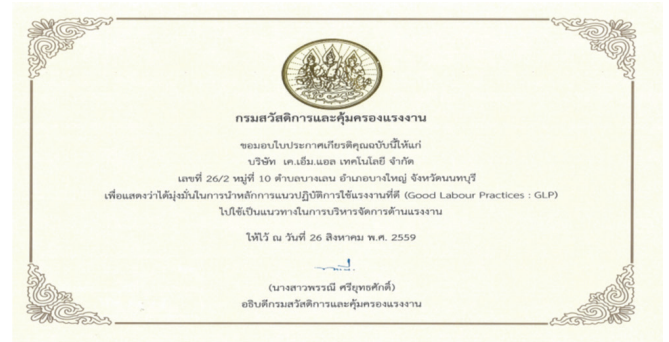 กรมสวัสดิการและคุ้มครองแรงงาน
ขอมอบใบประกาศเกียรติคุณฉบับนี้ให้แก่
บริษัท เค.เอ็ม.แอล เทคโนโลยี จำกัด
เลขที่ 26/2 หมู่ที่ 10 ตำบลบางเลน อำเภอบางใหญ่ จังหวัดนนทบุรี
เพื่อแสดงว่าได้มุ่งมั่นในการนำหลักการแนวปฏิบัติการใช้แรงงานที่ดี (Good Labour Practices : GLP)
ไปใช้เป็นแนวทางในการบริหารจัดการด้านแรงงาน
ให้ไว้ ณ วันที่ 26 สิงหาคม พ.ศ. 2559
(นางสาวพรรณี ศรียุทธศักดิ์)
อธิบดีกรมสวัสดิการและคุ้มครองแรงงาน